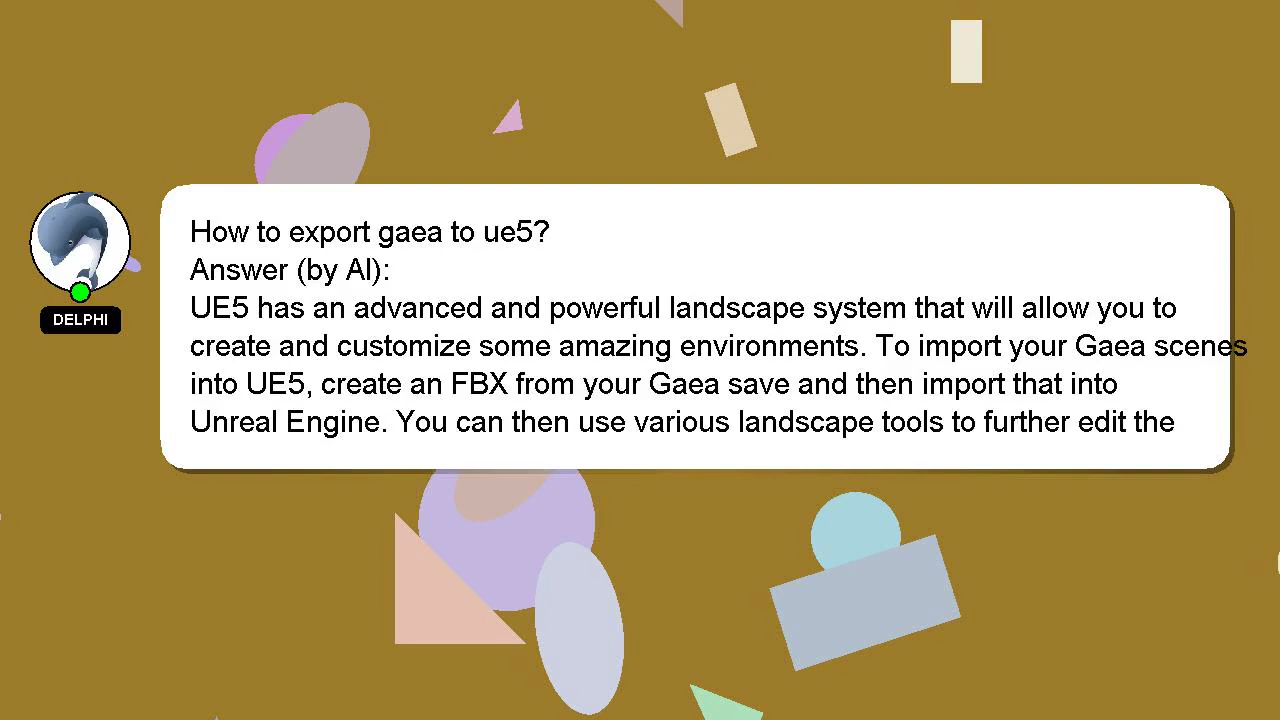 How to export gaea to ue5?
Answer (by AI):
UE5 has an advanced and powerful landscape system that will allow you to
create and customize some amazing environments. To import your Gaea scenes
into UE5, create an FBX from your Gaea save and then import that into
Unreal Engine. You can then use various landscape tools to further edit the
DELPHI